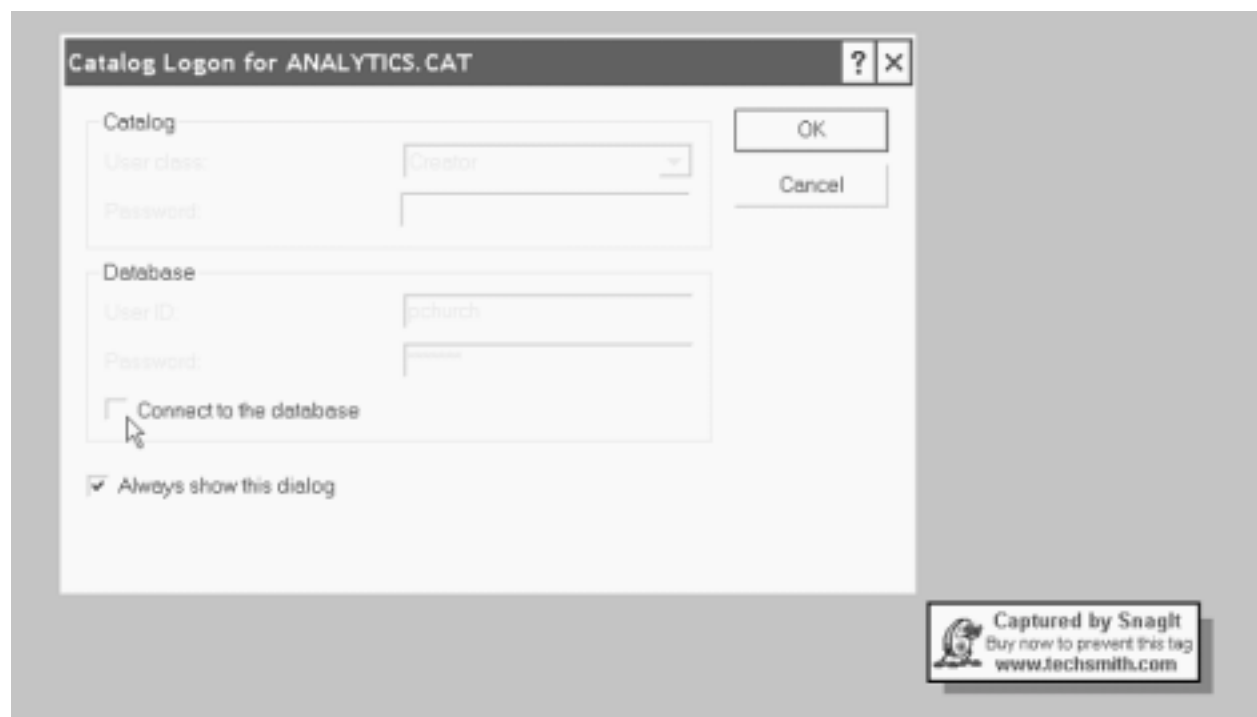 Catalog Logon for ANALYTICS.CAT
? ×
Catalog
OK
User class:
Creator
Cancel
Password:
Database
User ID:
pchurch
Password:
Connect to the database
Always show this dialog
Captured by SnagIt
Buy now to prevent this tag
www.techsmith.com